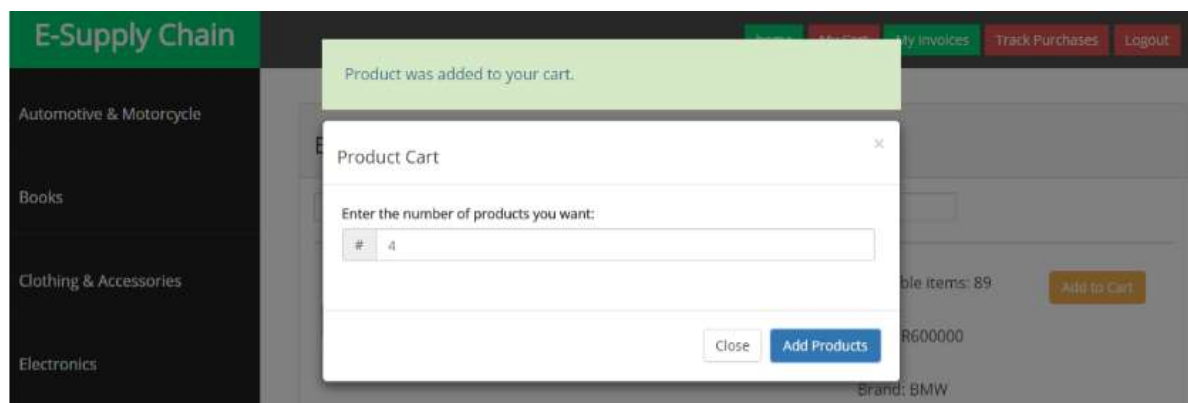 E-Supply Chain
My Invoices
Track Purchases
Logout
Product was added to your cart.
Automotive & Motorcycle
Product Cart
×
Books
Enter the number of products you want:
# 4
Clothing & Accessories
ble items: 89
Add to Cart
Close
Add Products
R600000
Electronics
Brand: BMW